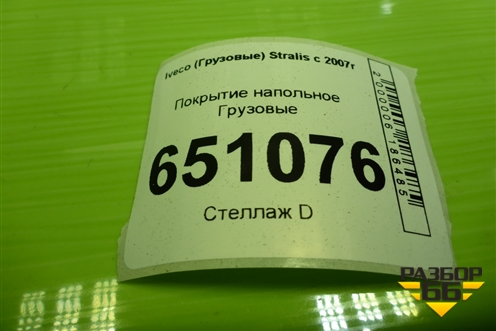 Iveco (Грузовые) Stralis с 2007г
Покрытие напольное
Грузовые
651076
Стеллаж D
2000006186485
РАЗБОР
66